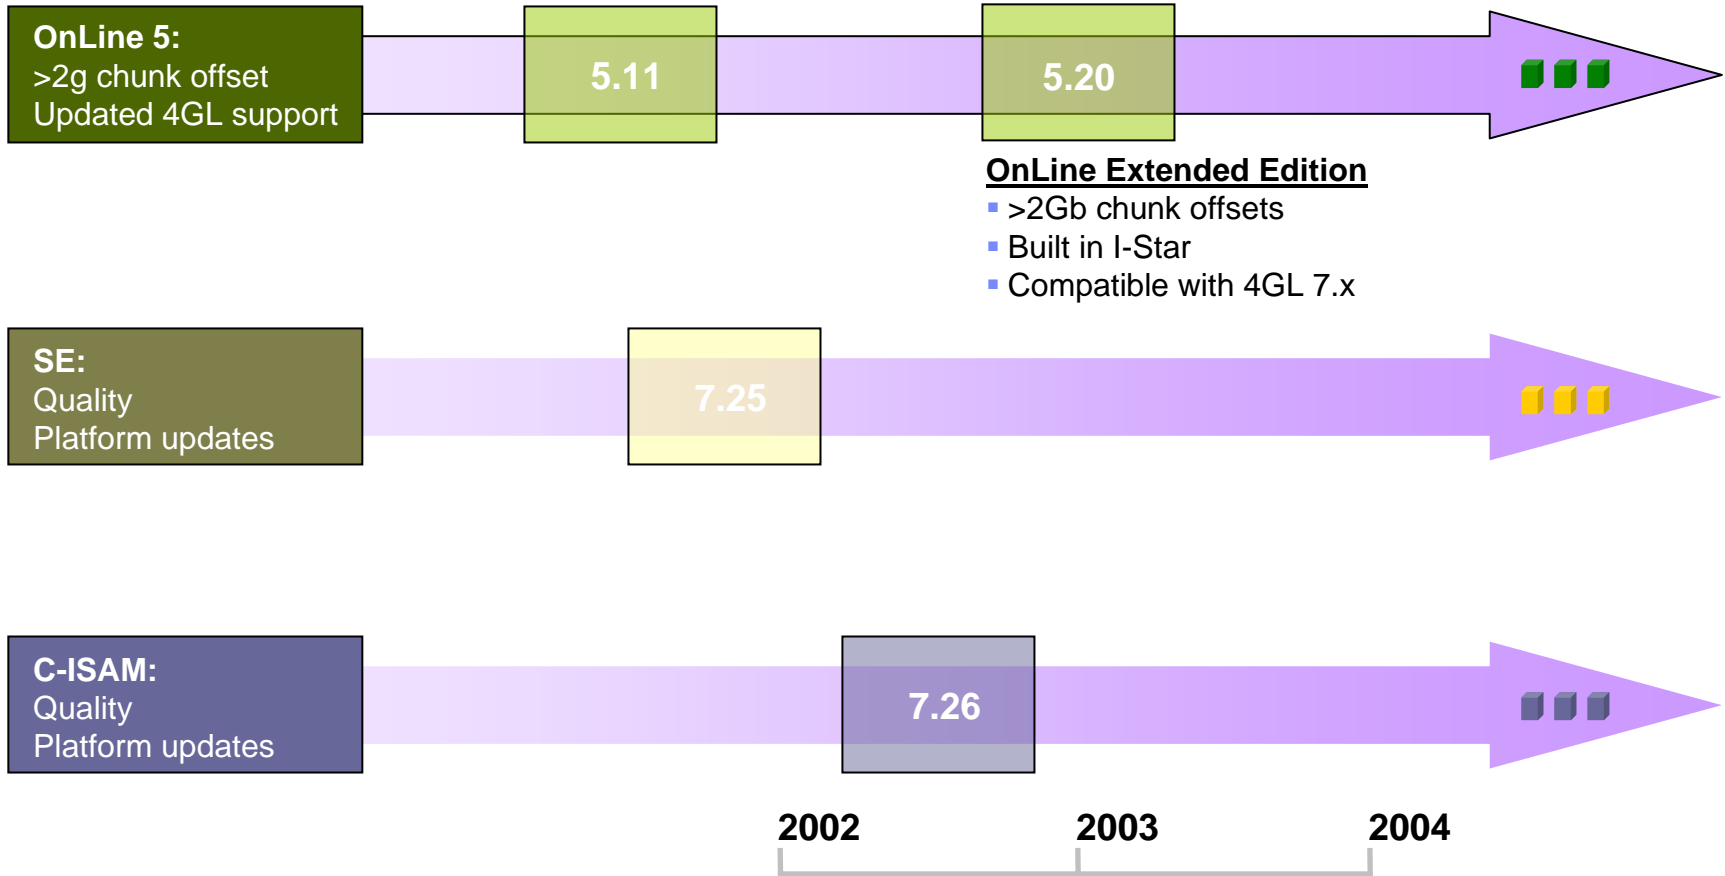 OnLine 5:
>2g chunk offset
Updated 4GL support
5.11
5.20
OnLine Extended Edition
>2Gb chunk offsets
Built in I-Star
Compatible with 4GL 7.x
SE:
Quality
Platform updates
7.25
C-ISAM:
Quality
Platform updates
7.26
2002
2003
2004